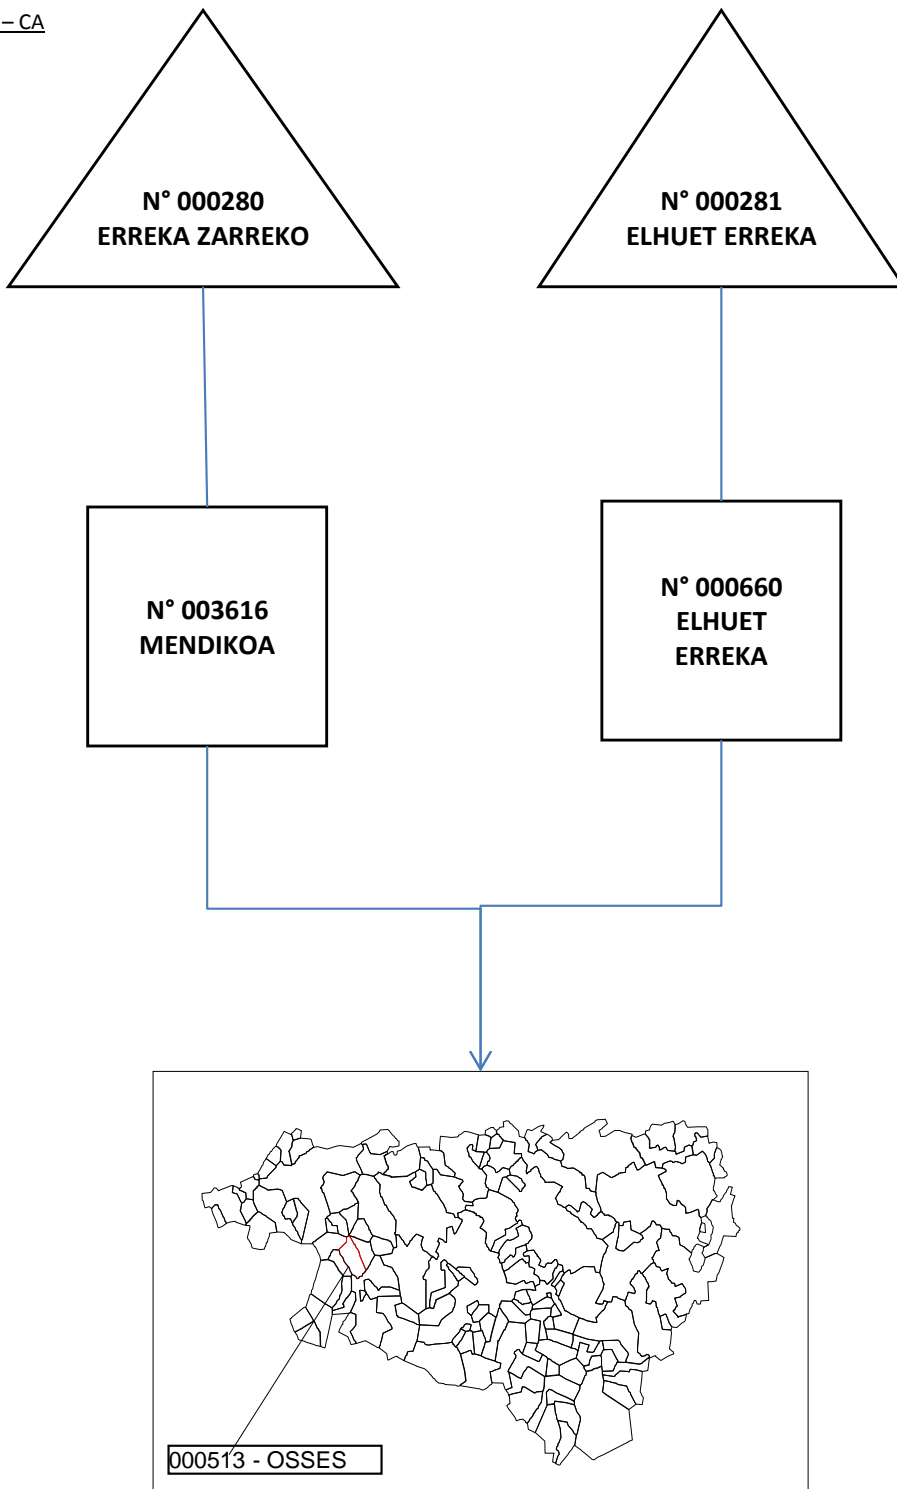 – CA
N° 000280
ERREKA ZARREKO
N° 000281
ELHUET ERREKA
N° 003616
MENDIKOA
N° 000660
ELHUET
ERREKA
000513 - OSSES